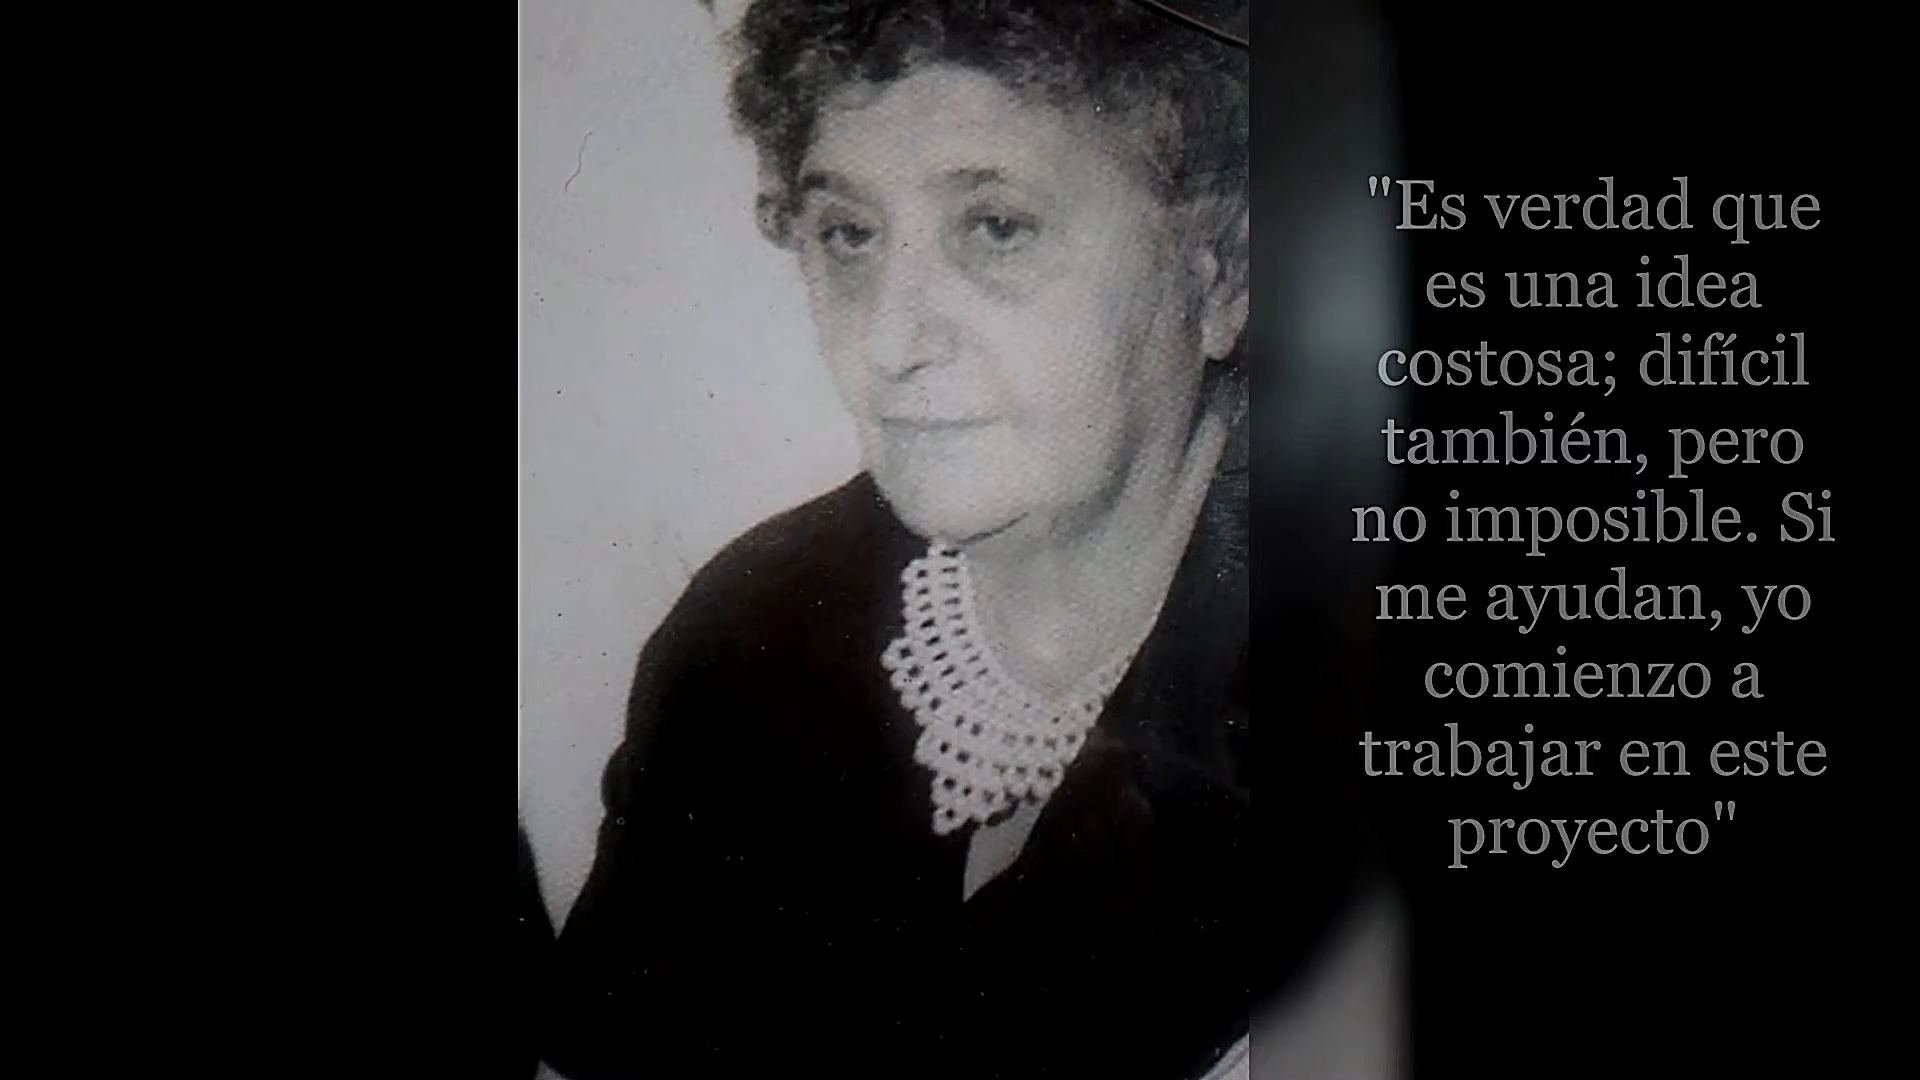 "Es verdad que
es una idea
costosa; difícil
también, pero
no imposible. Si
me ayudan, yo
comienzo a
trabajar en este
proyecto"